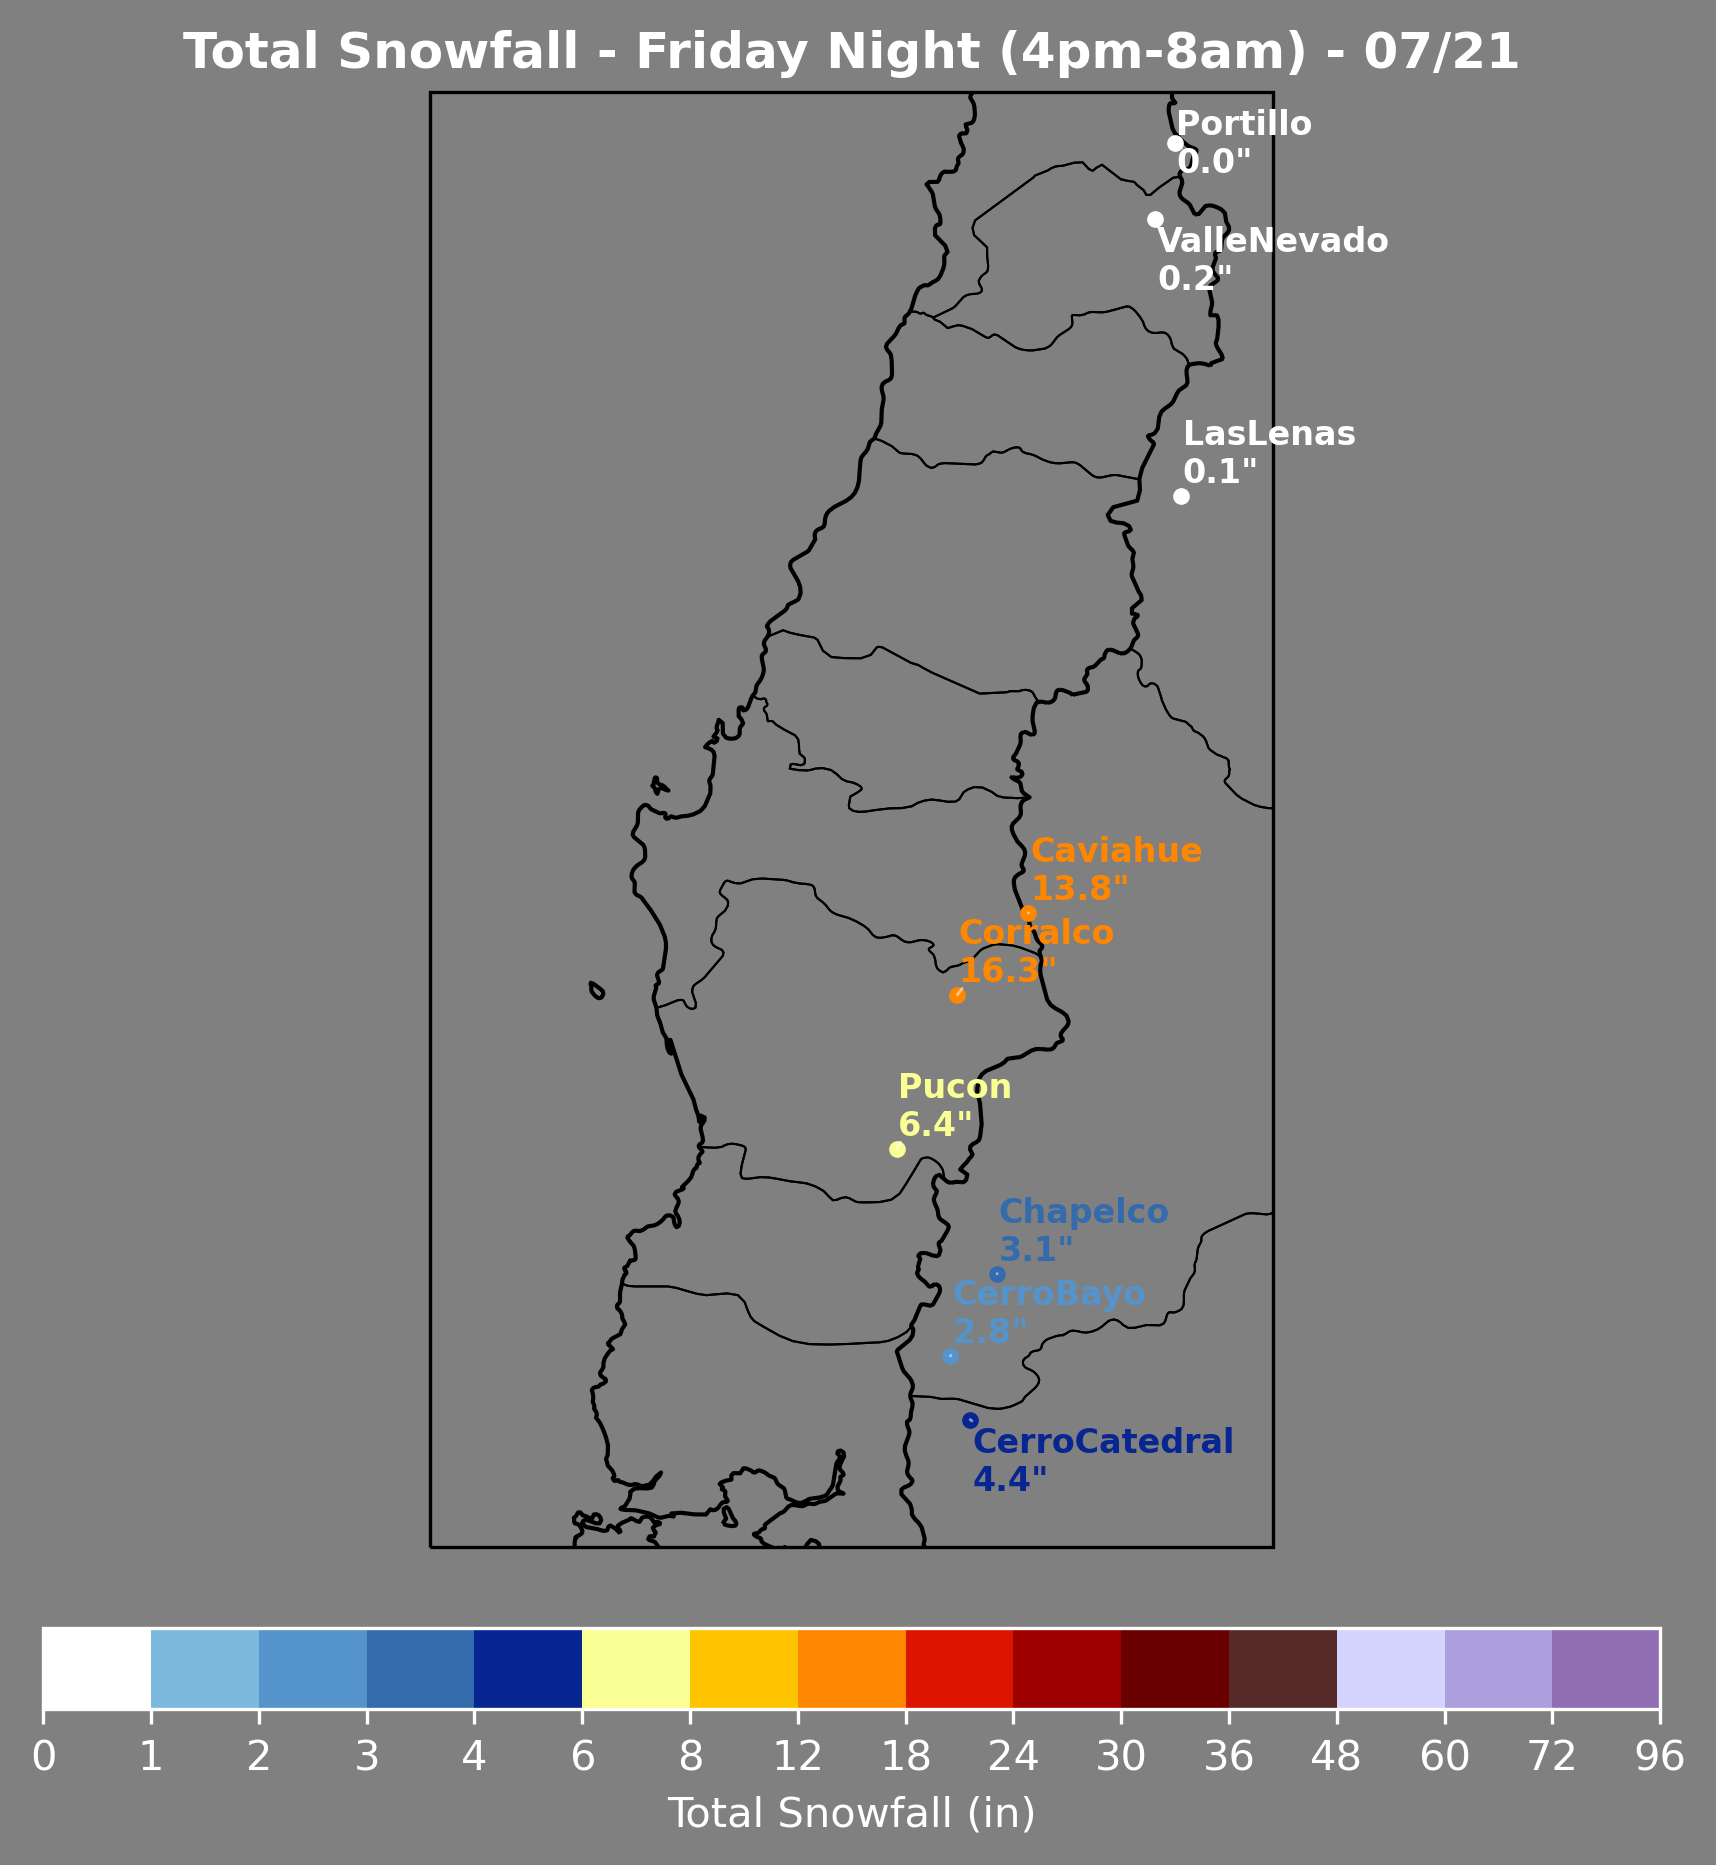 Total Snowfall - Friday Night (4pm-8am) - 07/21
Portillo
0.0"
ValleNevado
0.2"
LasLenas
0.1"
Caviahue
13.8"
Corralco
16.3"
Pucon
6.4"
Chapelco
3.1"
CerroBayo
2.8"
CerroCatedral
4.4"
0 1 2 3 4 6 8 12 18 24 30 36 48 60 72 96
Total Snowfall (in)